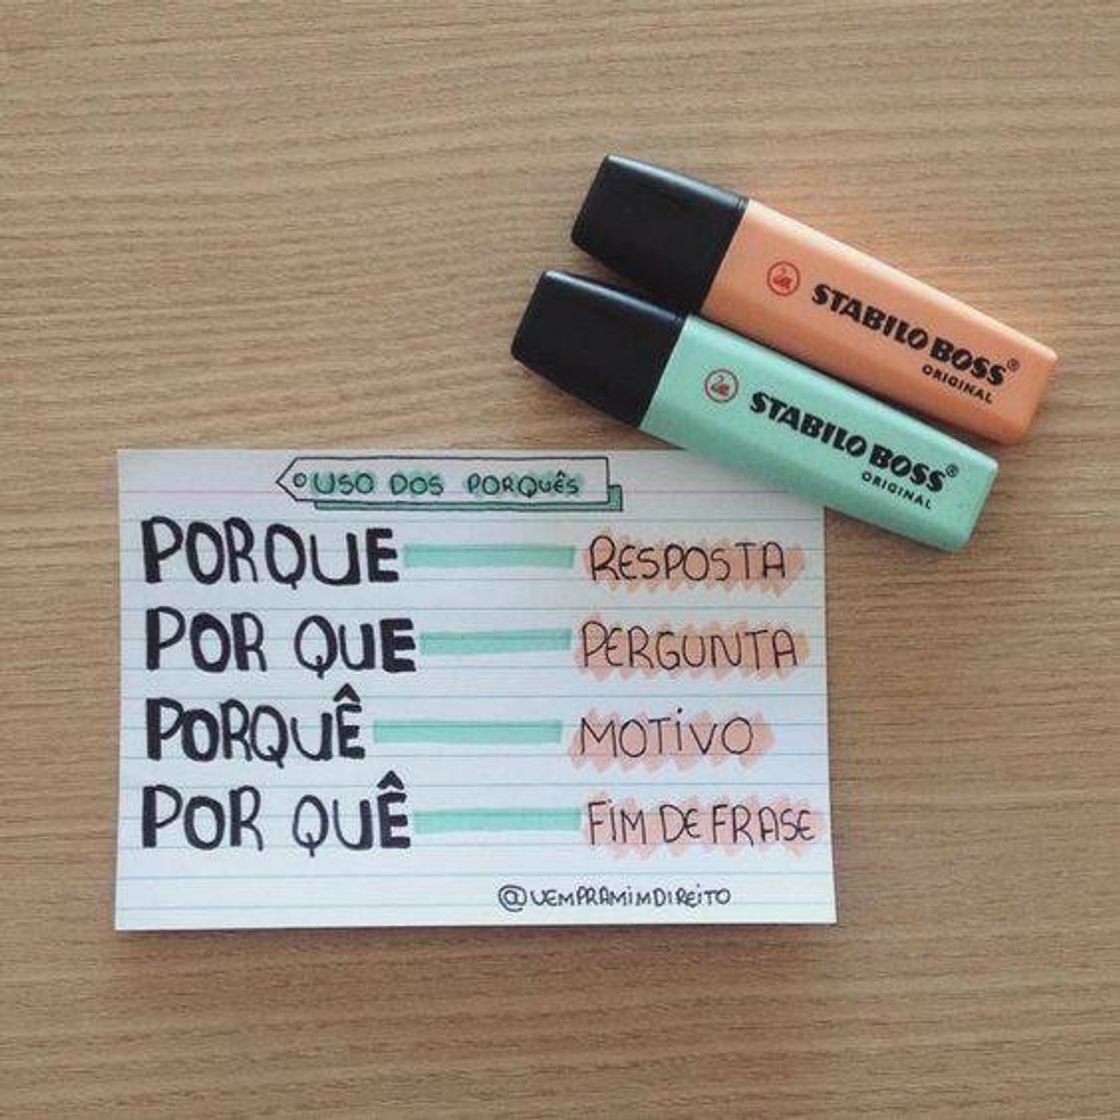 STABILO BOSS
ORIGINAL
STABILO BOSS
ORIGINAL
USO DOS PORQUÊS
PORQUE RESPOSTA
POR QUE PERGUNTA
PORQUÊ MOTIVO
POR QUÊ FIM DE FRASE
@VEMPRAMIMDIREITO